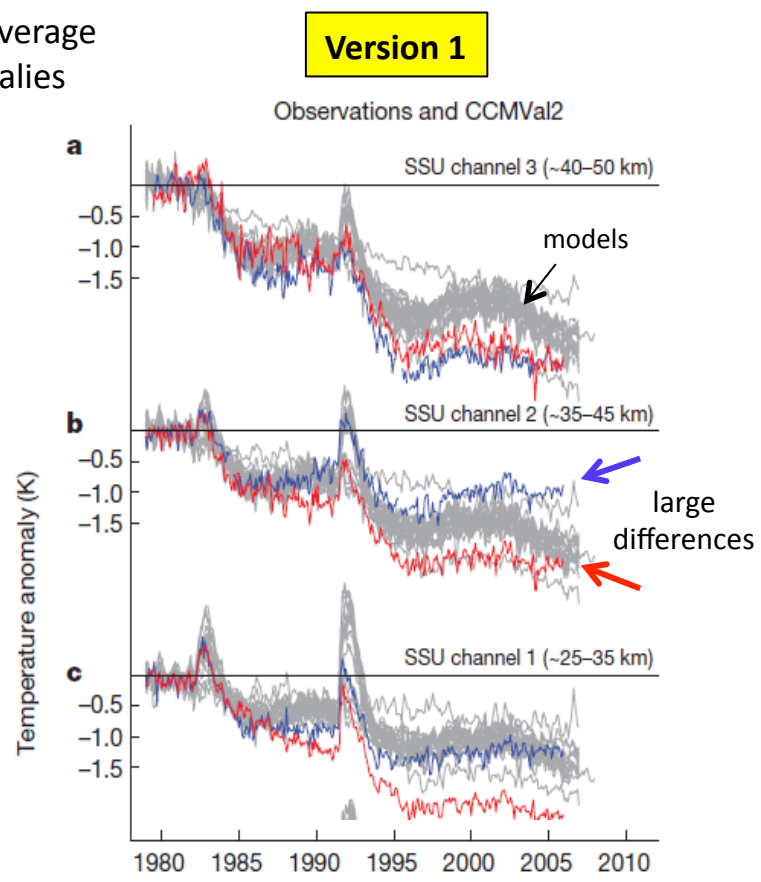 Version 1
Observations and CCMVal2
a
SSU channel 3 (~40–50 km)
–0.5
–1.0
–1.5
models
b
SSU channel 2 (~35–45 km)
–0.5
–1.0
–1.5
large
differences
c
SSU channel 1 (~25–35 km)
–0.5
–1.0
–1.5
Temperature anomaly (K)
1980 1985 1990 1995 2000 2005 2010